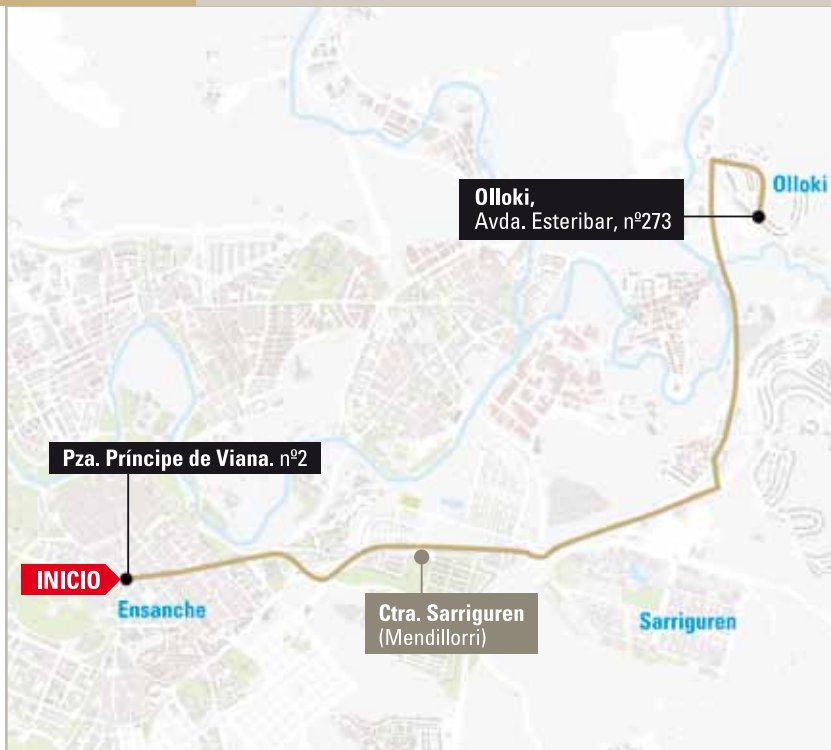 Olloki
Olloki,
Avda. Esteribar, nº273
Pza. Príncipe de Viana. nº2
INICIO
Ensanche
Ctra. Sarriguren
(Mendillorri)
Sarriguren